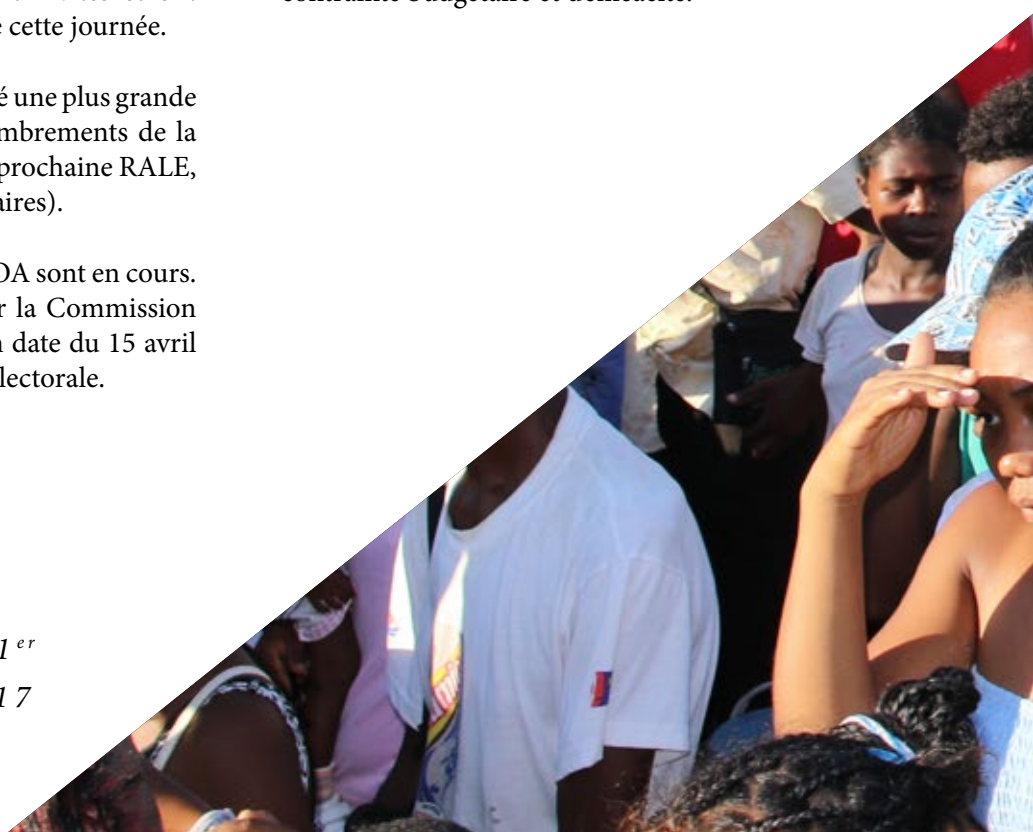 contrainte budgétaire et d'efficacité.
e cette journée.
é une plus grande
mbrements de la
prochaine RALE,
aires).
DA sont en cours.
r la Commission
n date du 15 avril
lectorale.
1er
17